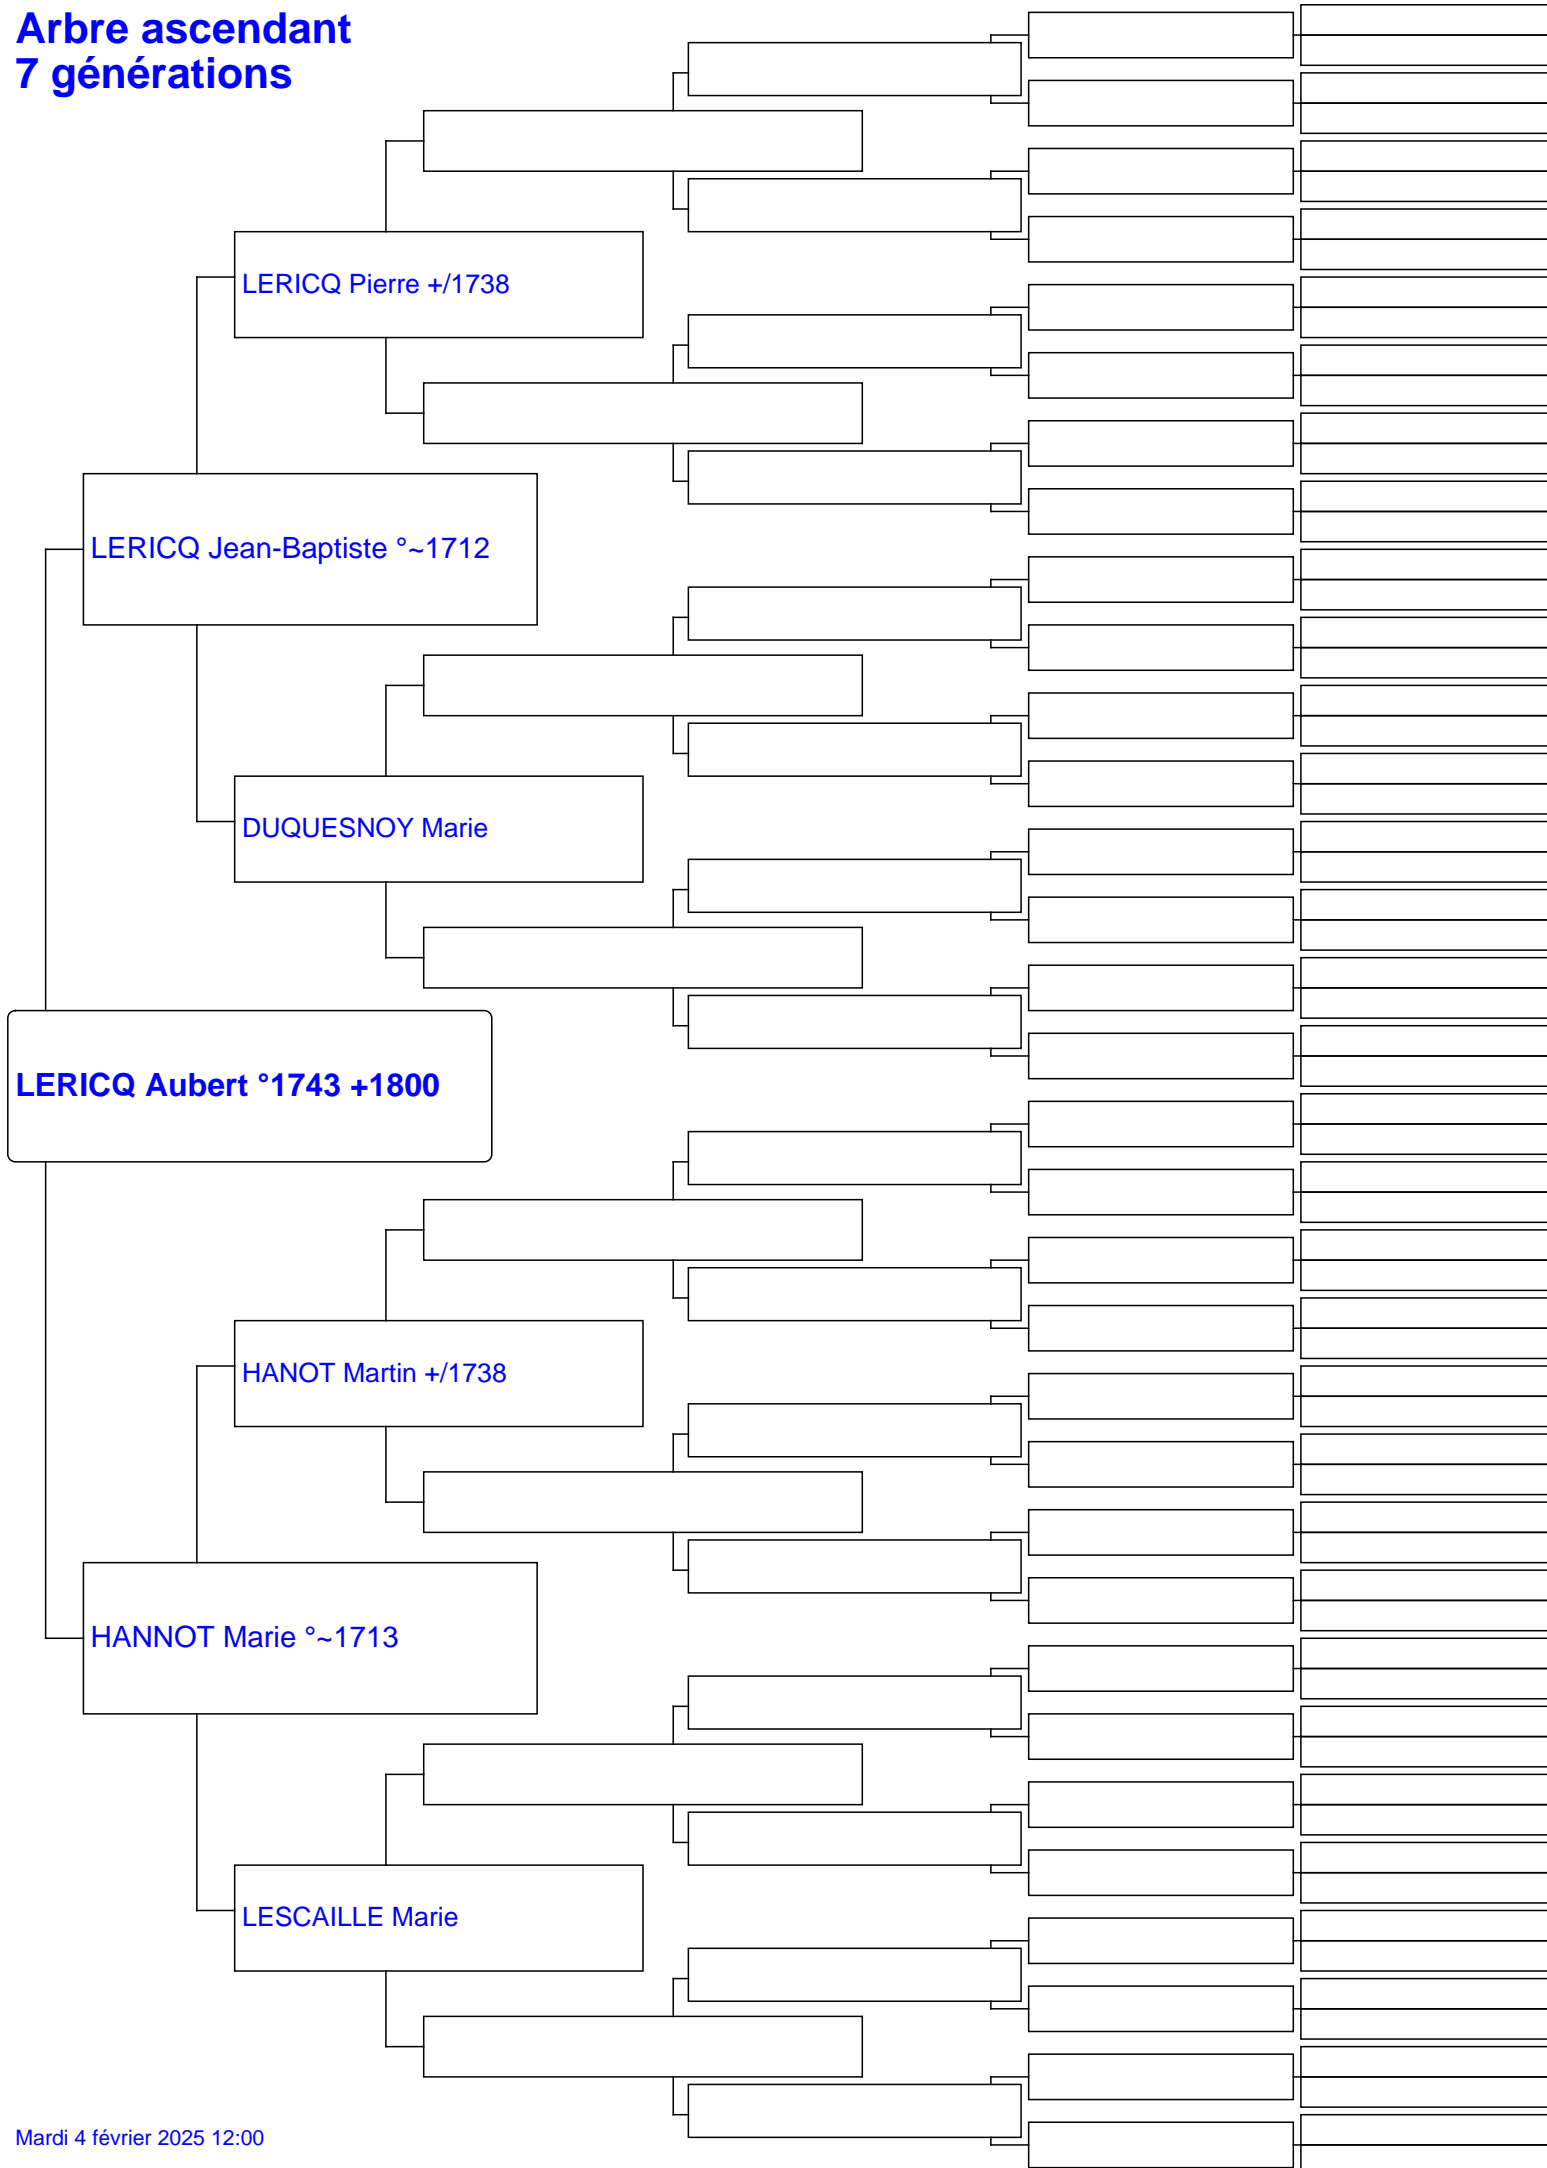 Arbre ascendant
7 générations
LERICQ Pierre +/1738
LERICQ Jean-Baptiste °~1712
DUQUESNOY Marie
LERICQ Aubert °1743 +1800
HANOT Martin +/1738
HANNOT Marie °~1713
LESCAILLE Marie
Mardi 4 février 2025 12:00